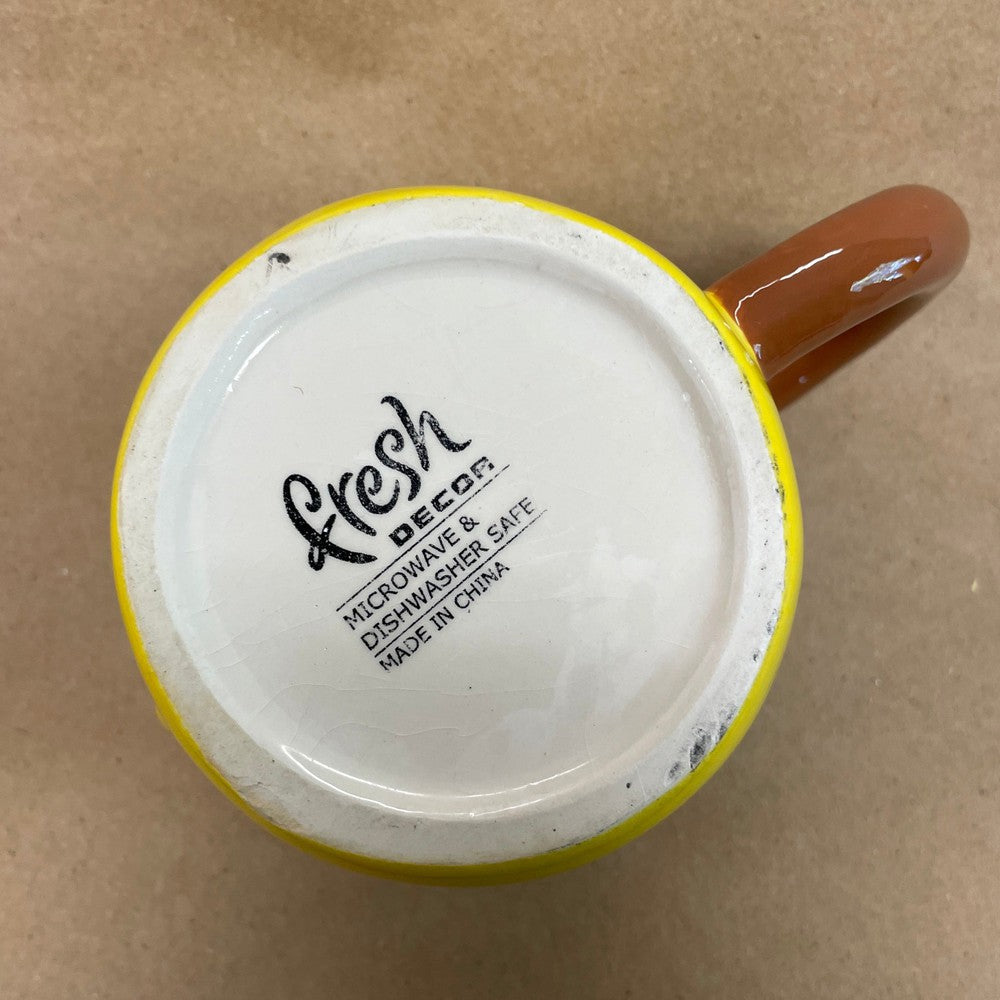 fresh
DECOR
MICROWAVE &
DISHWASHER SAFE
MADE IN CHINA